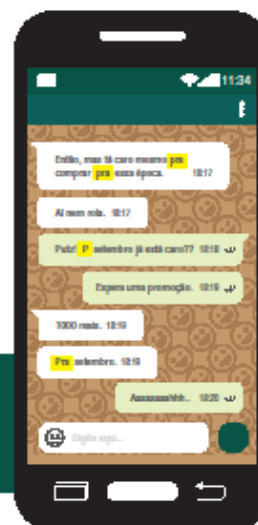 11:34
Então, mas tá caro mesmo pra
comprar pra essa época. 18:17
Aí nem rola. 18:17
Putz! P setembro já está caro?? 18:18
Espera uma promoção. 18:19
1000 reais. 18:19
Pra setembro. 18:19
18:20
Digite aqui...